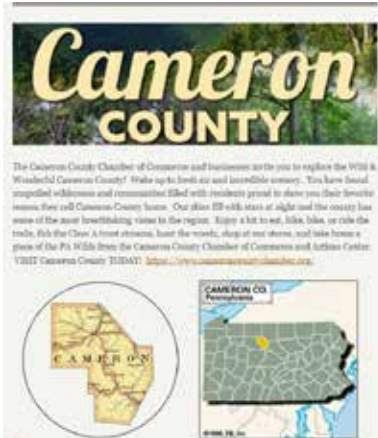 Cameron
COUNTY
The Cameron County Chamber of Commerce and businesses invite you to explore the Wild &
Wonderful Cameron County! Wake up to fresh air and incredible scenery. You have found
unspoiled wilderness and communities filled with residents proud to show you their favorite
reasons they call Cameron County home. Our skies fill with stars at night and the county has
some of the most breathtaking views in the region. Enjoy a bit to eat, hike, bike, or ride the
trails, fish the Class A trout streams, hunt the woods, shop at our stores, and take home a
piece of the PA Wilds from the Cameron County Chamber of Commerce and Artisan Center.
VISIT Cameron County TODAY! https://www.cameroncountychamber.org/
CAMERON
CAMERON CO.
Pennsylvania